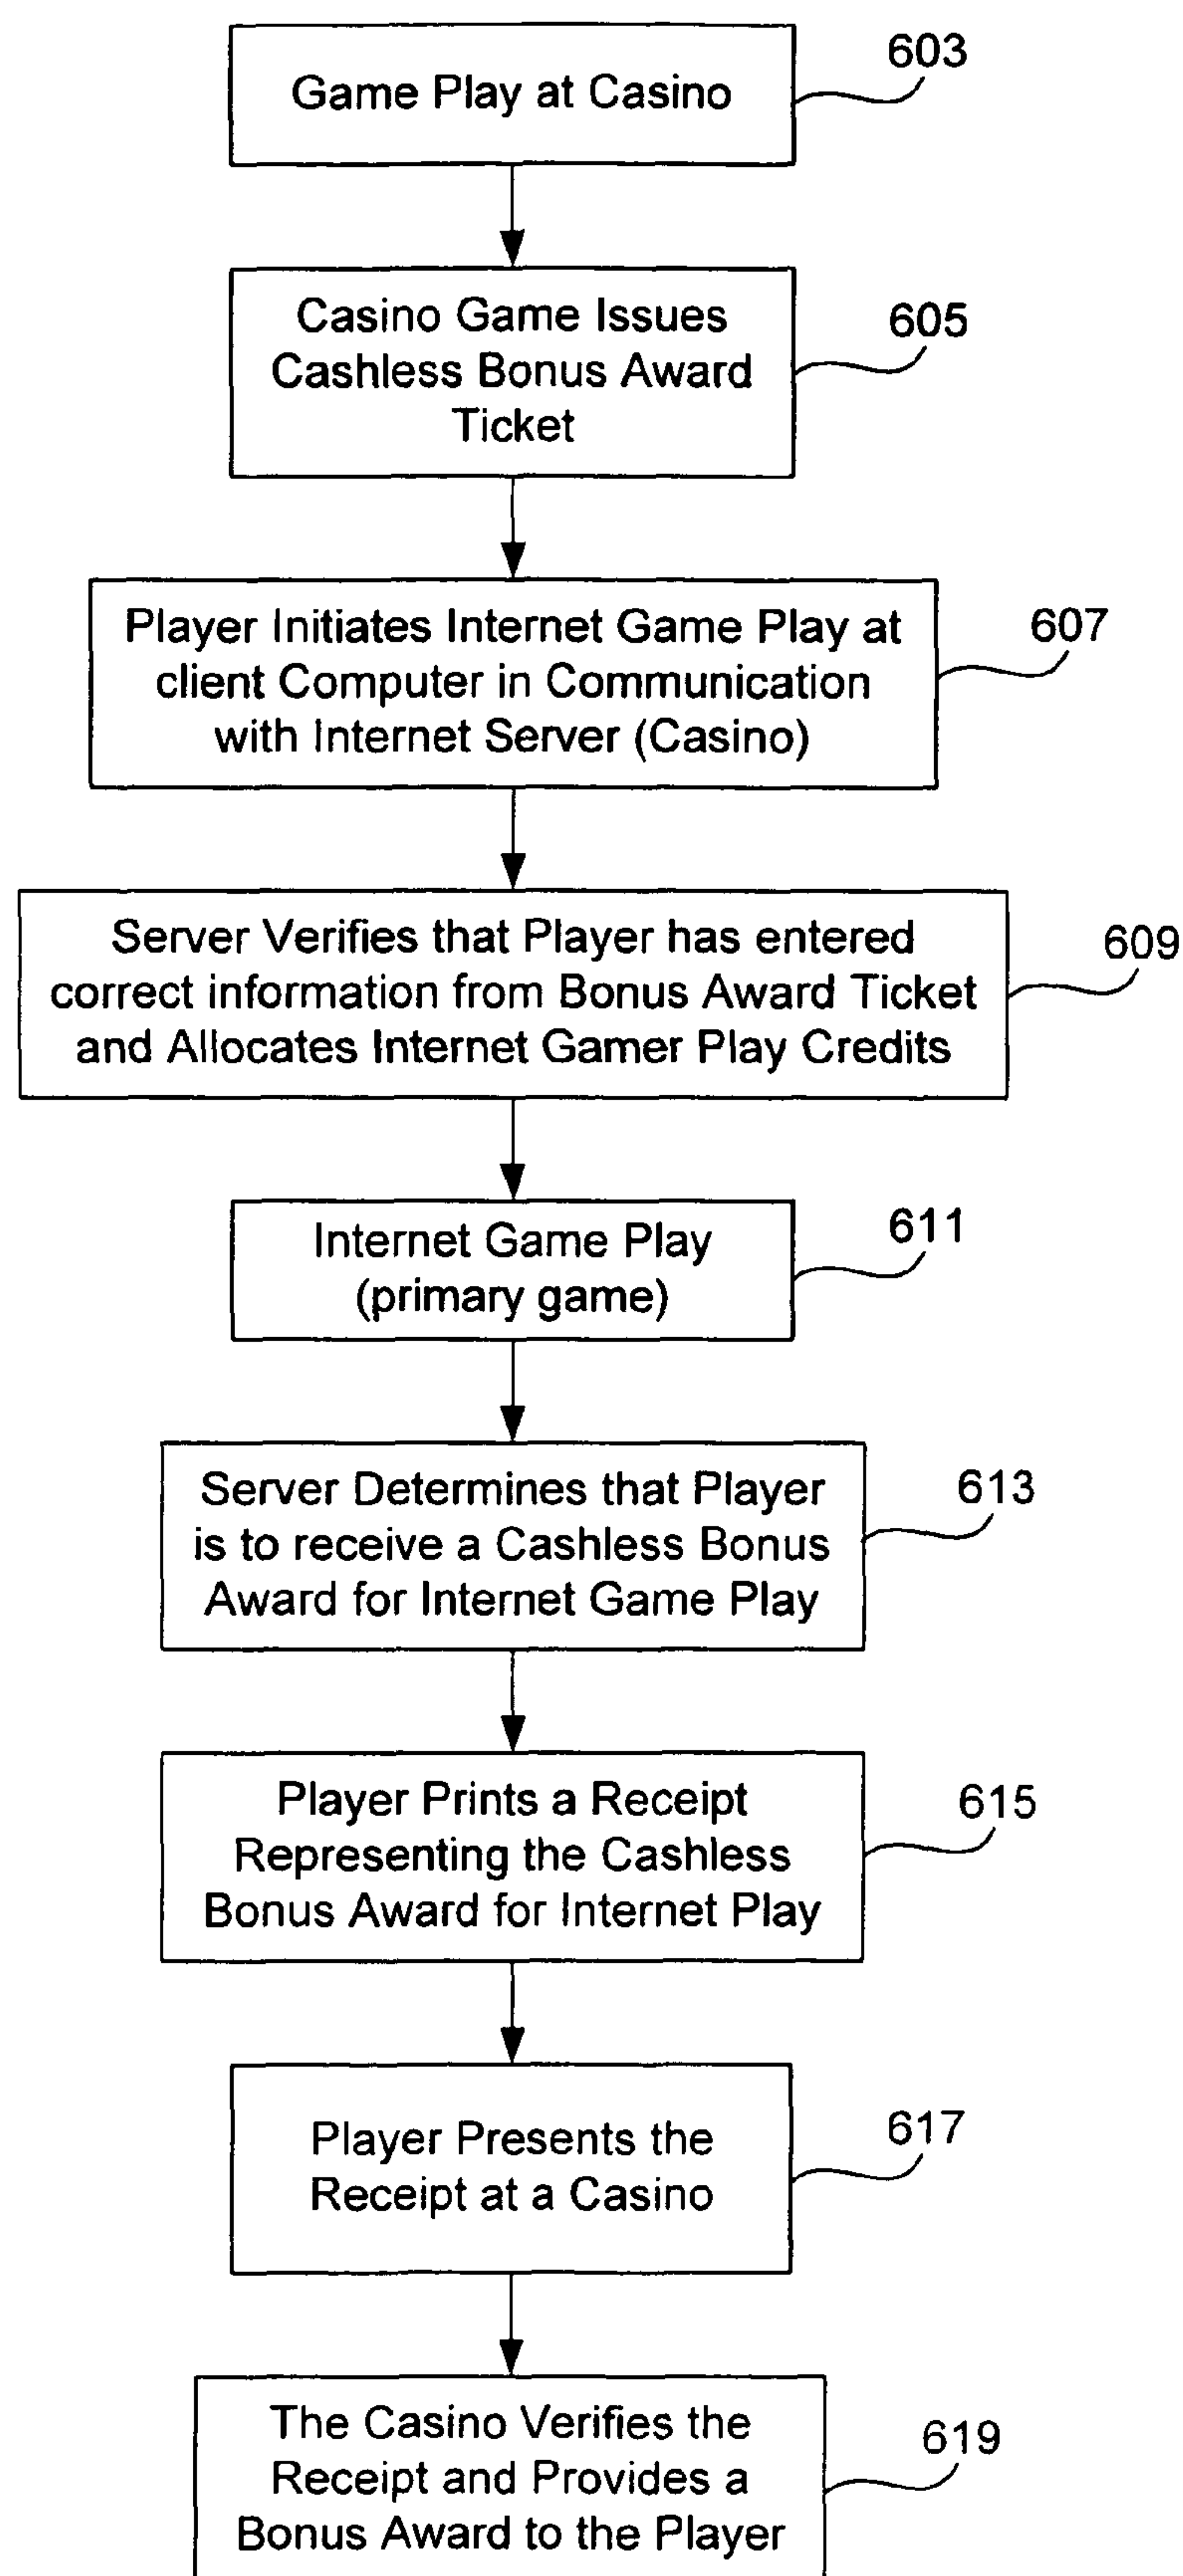 Game Play at Casino
603
Casino Game Issues
Cashless Bonus Award
Ticket
605
Player Initiates Internet Game Play at
client Computer in Communication
with Internet Server (Casino)
607
Server Verifies that Player has entered
correct information from Bonus Award Ticket
and Allocates Internet Gamer Play Credits
609
Internet Game Play
(primary game)
611
Server Determines that Player
is to receive a Cashless Bonus
Award for Internet Game Play
613
Player Prints a Receipt
Representing the Cashless
Bonus Award for Internet Play
615
Player Presents the
Receipt at a Casino
617
The Casino Verifies the
Receipt and Provides a
Bonus Award to the Player
619